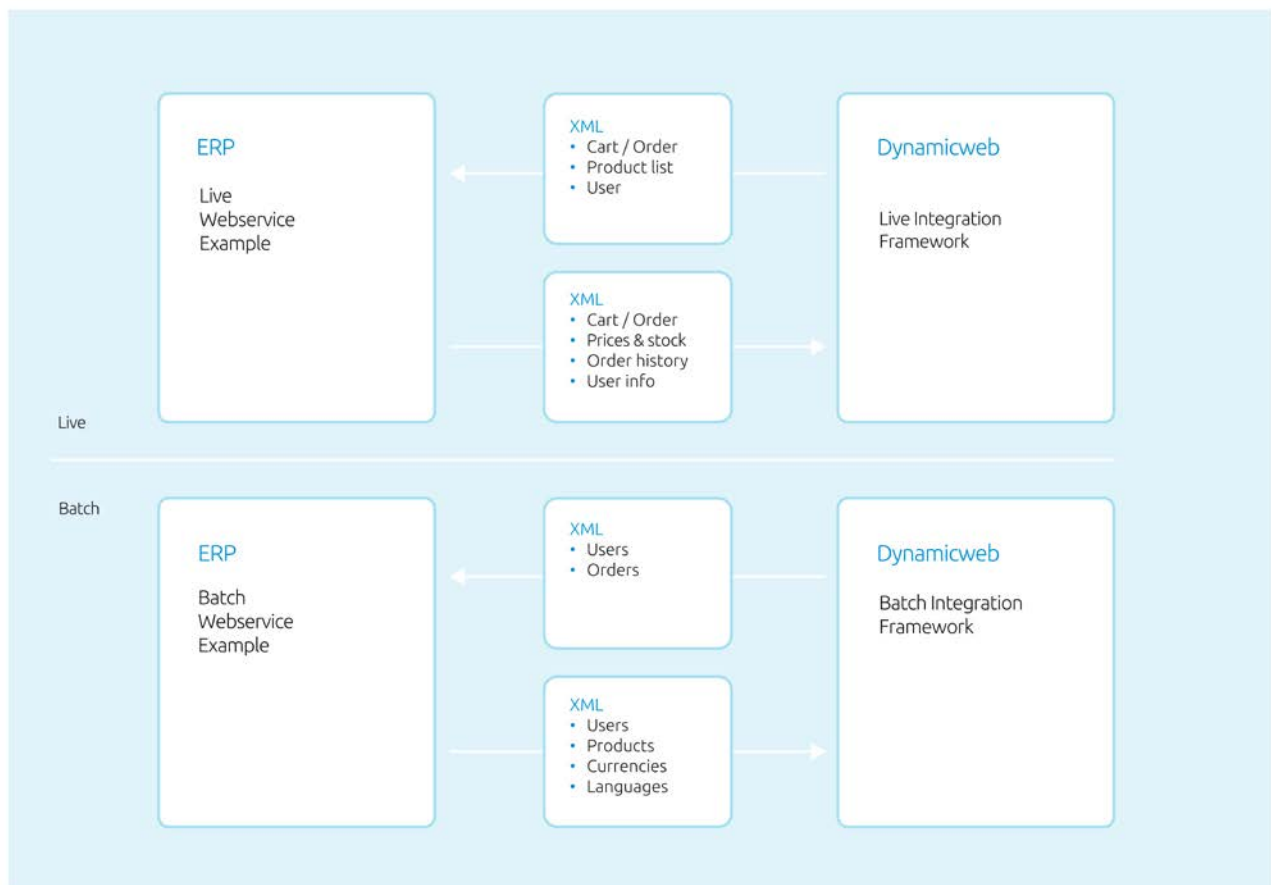 ERP
Live
Webservice
Example
XML
• Cart / Order
• Product list
• User
XML
• Cart / Order
• Prices & stock
• Order history
• User info
Dynamicweb
Live Integration
Framework
Live
Batch
ERP
Batch
Webservice
Example
XML
• Users
• Orders
XML
• Users
• Products
• Currencies
• Languages
Dynamicweb
Batch Integration
Framework